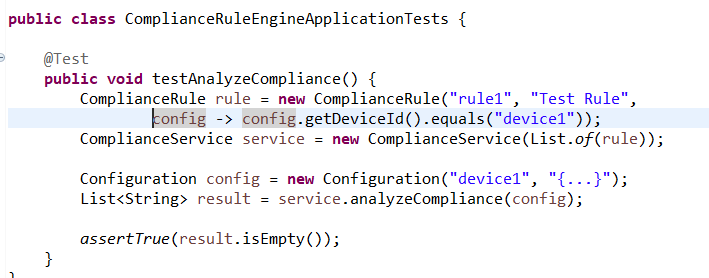 public class ComplianceRuleEngineApplicationTests {
@Test
public void testAnalyzeCompliance() {
ComplianceRule rule = new ComplianceRule("rule1", "Test Rule",
config -> config.getDeviceId().equals("device1"));
ComplianceService service = new ComplianceService(List.of(rule));
Configuration config = new Configuration("device1", "{...}");
List<String> result = service.analyzeCompliance(config);
assertTrue(result.isEmpty());
}
}